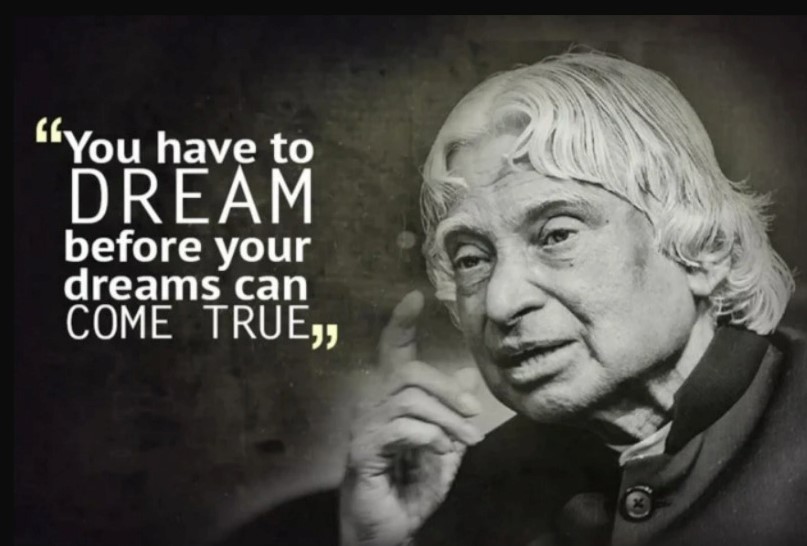 “You have to
DREAM
before your
dreams can
COME TRUE”